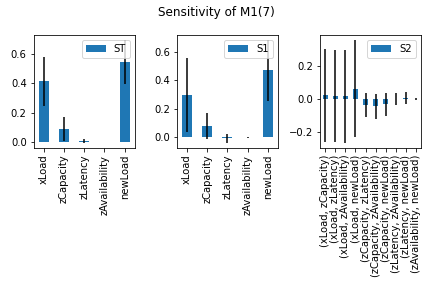 Sensitivity of M1(7)
ST
0.6
0.4
0.2
0.0
xLoad
zCapacity
zLatency
zAvailability
newLoad
S1
0.6
0.4
0.2
0.0
xLoad
zCapacity
zLatency
zAvailability
newLoad
S2
0.2
0.0
−0.2
(xLoad, zCapacity)
(xLoad, zLatency)
(xLoad, zAvailability)
(xLoad, newLoad)
(zCapacity, zLatency)
(zCapacity, zAvailability)
(zCapacity, newLoad)
(zLatency, zAvailability)
(zLatency, newLoad)
(zAvailability, newLoad)